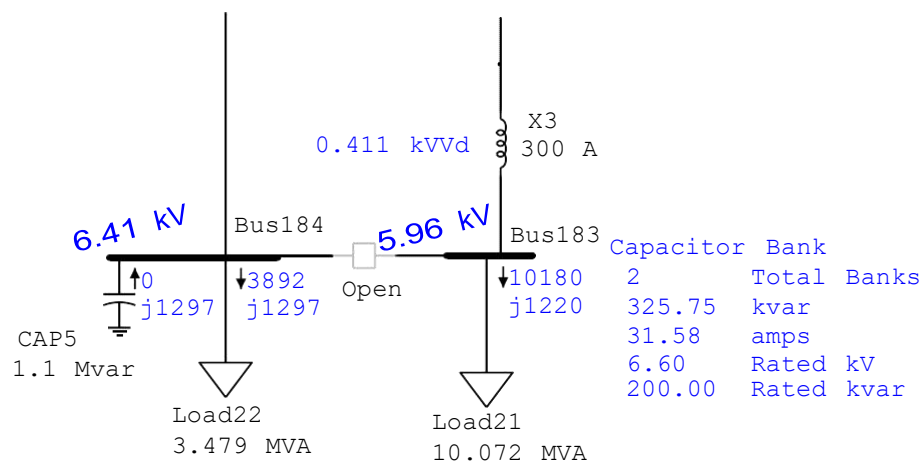 X3
0.411 kVVd
300 A
6.41 kV
Bus184
5.96 kV
Bus183
Capacitor Bank
0
3892
10180
2 Total Banks
j1297
j1297
Open
j1220
325.75 kvar
CAP5
31.58 amps
1.1 Mvar
6.60 Rated kV
200.00 Rated kvar
Load22
Load21
3.479 MVA
10.072 MVA